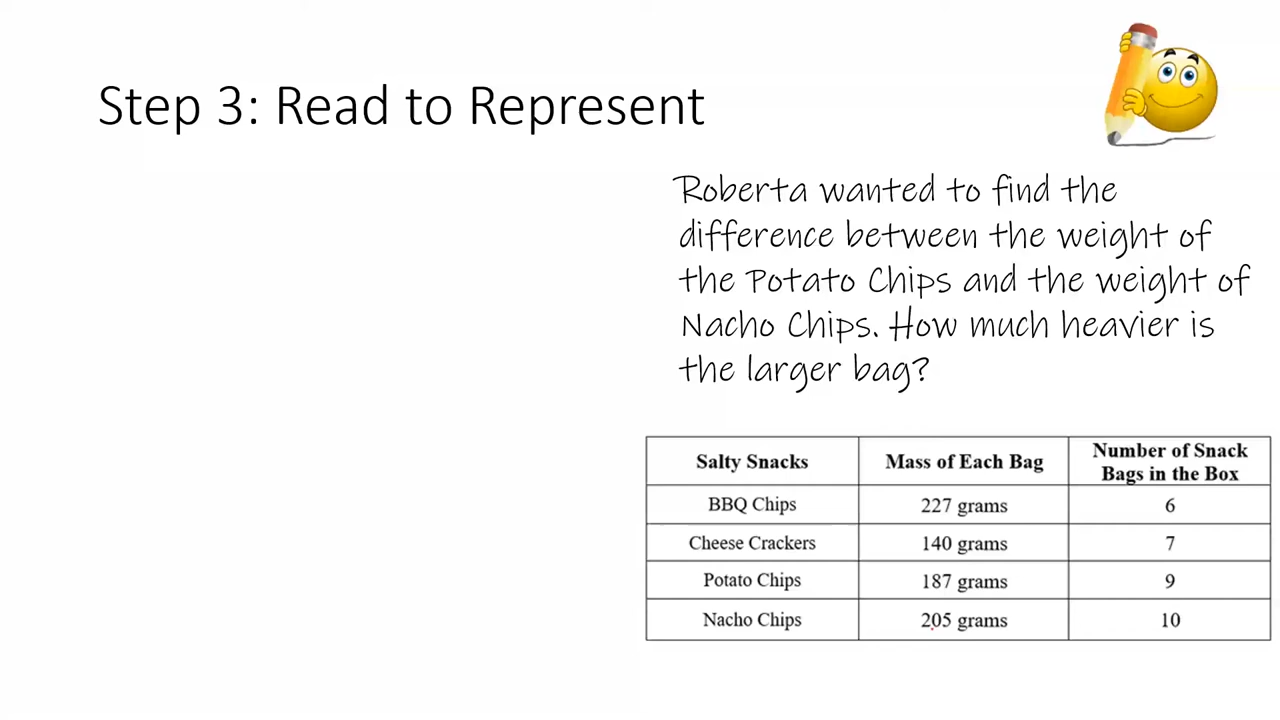 Step 3: Read to Represent
Roberta wanted to find the
difference between the weight of
the Potato Chips and the weight of
Nacho Chips. How much heavier is
the larger bag?
Salty Snacks Mass of Each Bag Number of Snack Bags in the Box
BBQ Chips 227 grams 6
Cheese Crackers 140 grams 7
Potato Chips 187 grams 9
Nacho Chips 205 grams 10